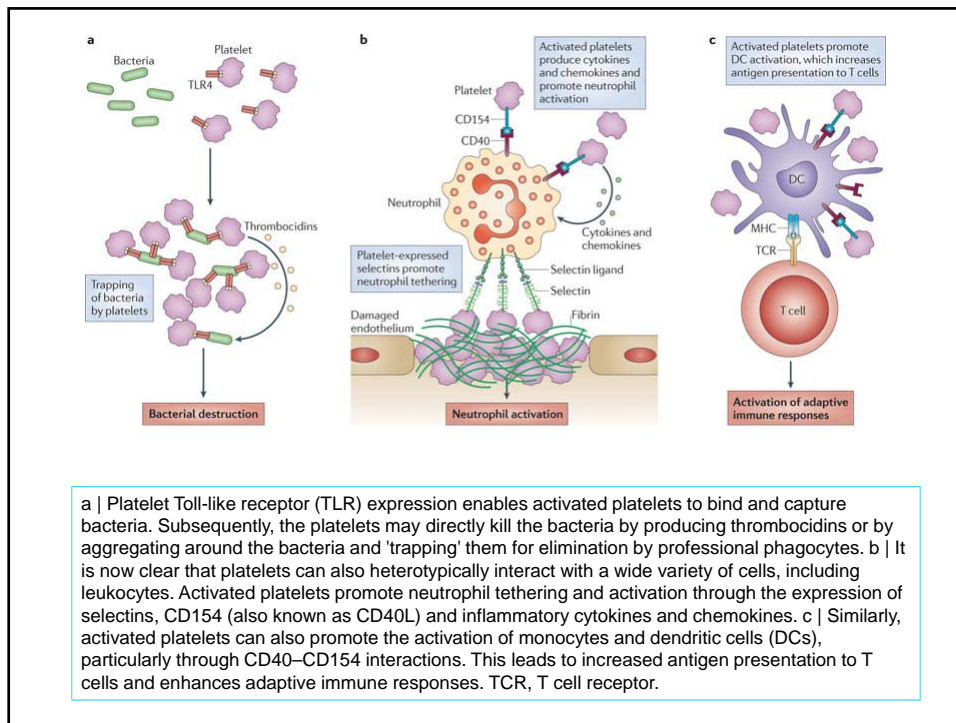 a
Bacteria
Platelet
TLR4
Thrombocidins
Trapping
of bacteria
by platelets
Bacterial destruction
b
Activated platelets
produce cytokines
and chemokines and
promote neutrophil
activation
Platelet
CD154
CD40
Neutrophil
Cytokines and
chemokines
Platelet-expressed
selectins promote
neutrophil tethering
Selectin ligand
Selectin
Damaged
endothelium
Fibrin
Neutrophil activation
c
Activated platelets promote
DC activation, which increases
antigen presentation to T cells
DC
MHC
TCR
T cell
Activation of adaptive
immune responses
a | Platelet Toll-like receptor (TLR) expression enables activated platelets to bind and capture
bacteria. Subsequently, the platelets may directly kill the bacteria by producing thrombocidins or by
aggregating around the bacteria and 'trapping' them for elimination by professional phagocytes. b | It
is now clear that platelets can also heterotypically interact with a wide variety of cells, including
leukocytes. Activated platelets promote neutrophil tethering and activation through the expression of
selectins, CD154 (also known as CD40L) and inflammatory cytokines and chemokines. c | Similarly,
activated platelets can also promote the activation of monocytes and dendritic cells (DCs),
particularly through CD40–CD154 interactions. This leads to increased antigen presentation to T
cells and enhances adaptive immune responses. TCR, T cell receptor.